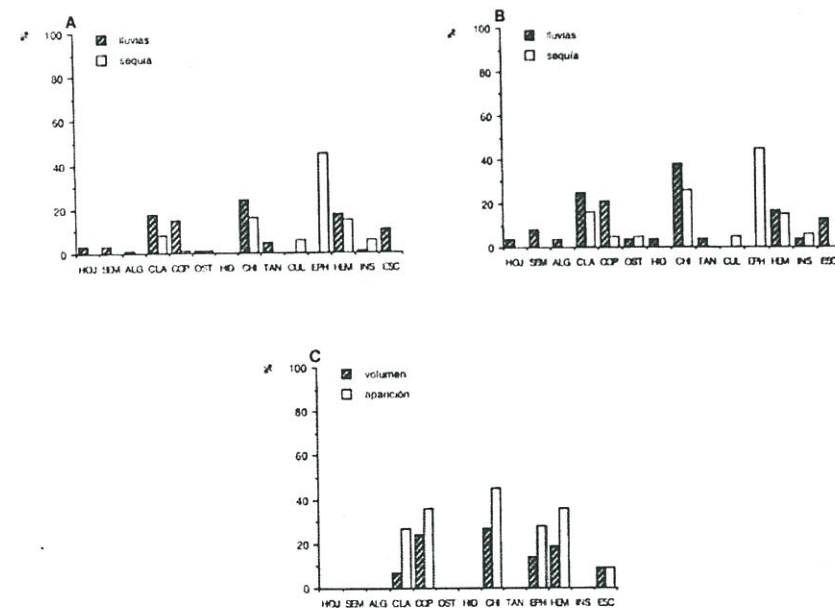 A
%
lluvias
sequía
100
80
60
40
20
0
HOJ SEM ALG CLA COP OST HID CHI TAN CUL EPH HEM INS ESC
B
%
lluvias
sequía
100
80
60
40
20
0
HOJ SEM ALG CLA COP OST HID CHI TAN CUL EPH HEM INS ESC
C
%
volumen
aparición
100
80
60
40
20
0
HOJ SEM ALG CLA COP OST HID CHI TAN EPH HEM INS ESC